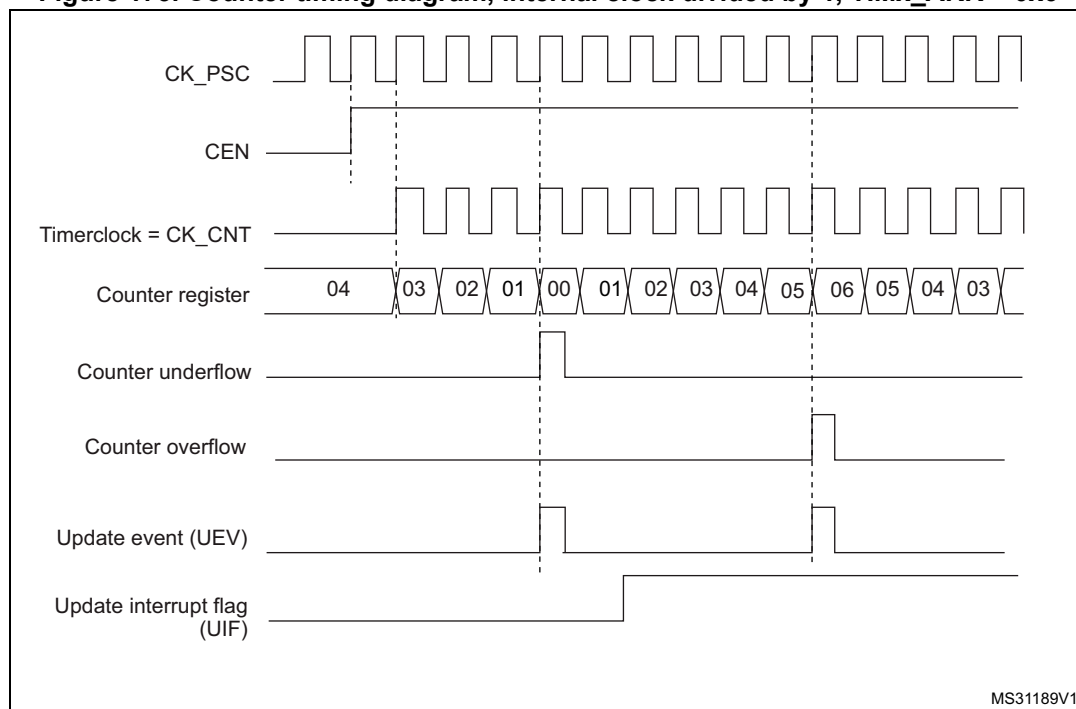 CK_PSC
CEN
Timerclock = CK_CNT
Counter register
04 03 02 01 00 01 02 03 04 05 06 05 04 03
Counter underflow
Counter overflow
Update event (UEV)
Update interrupt flag
(UIF)
MS31189V1